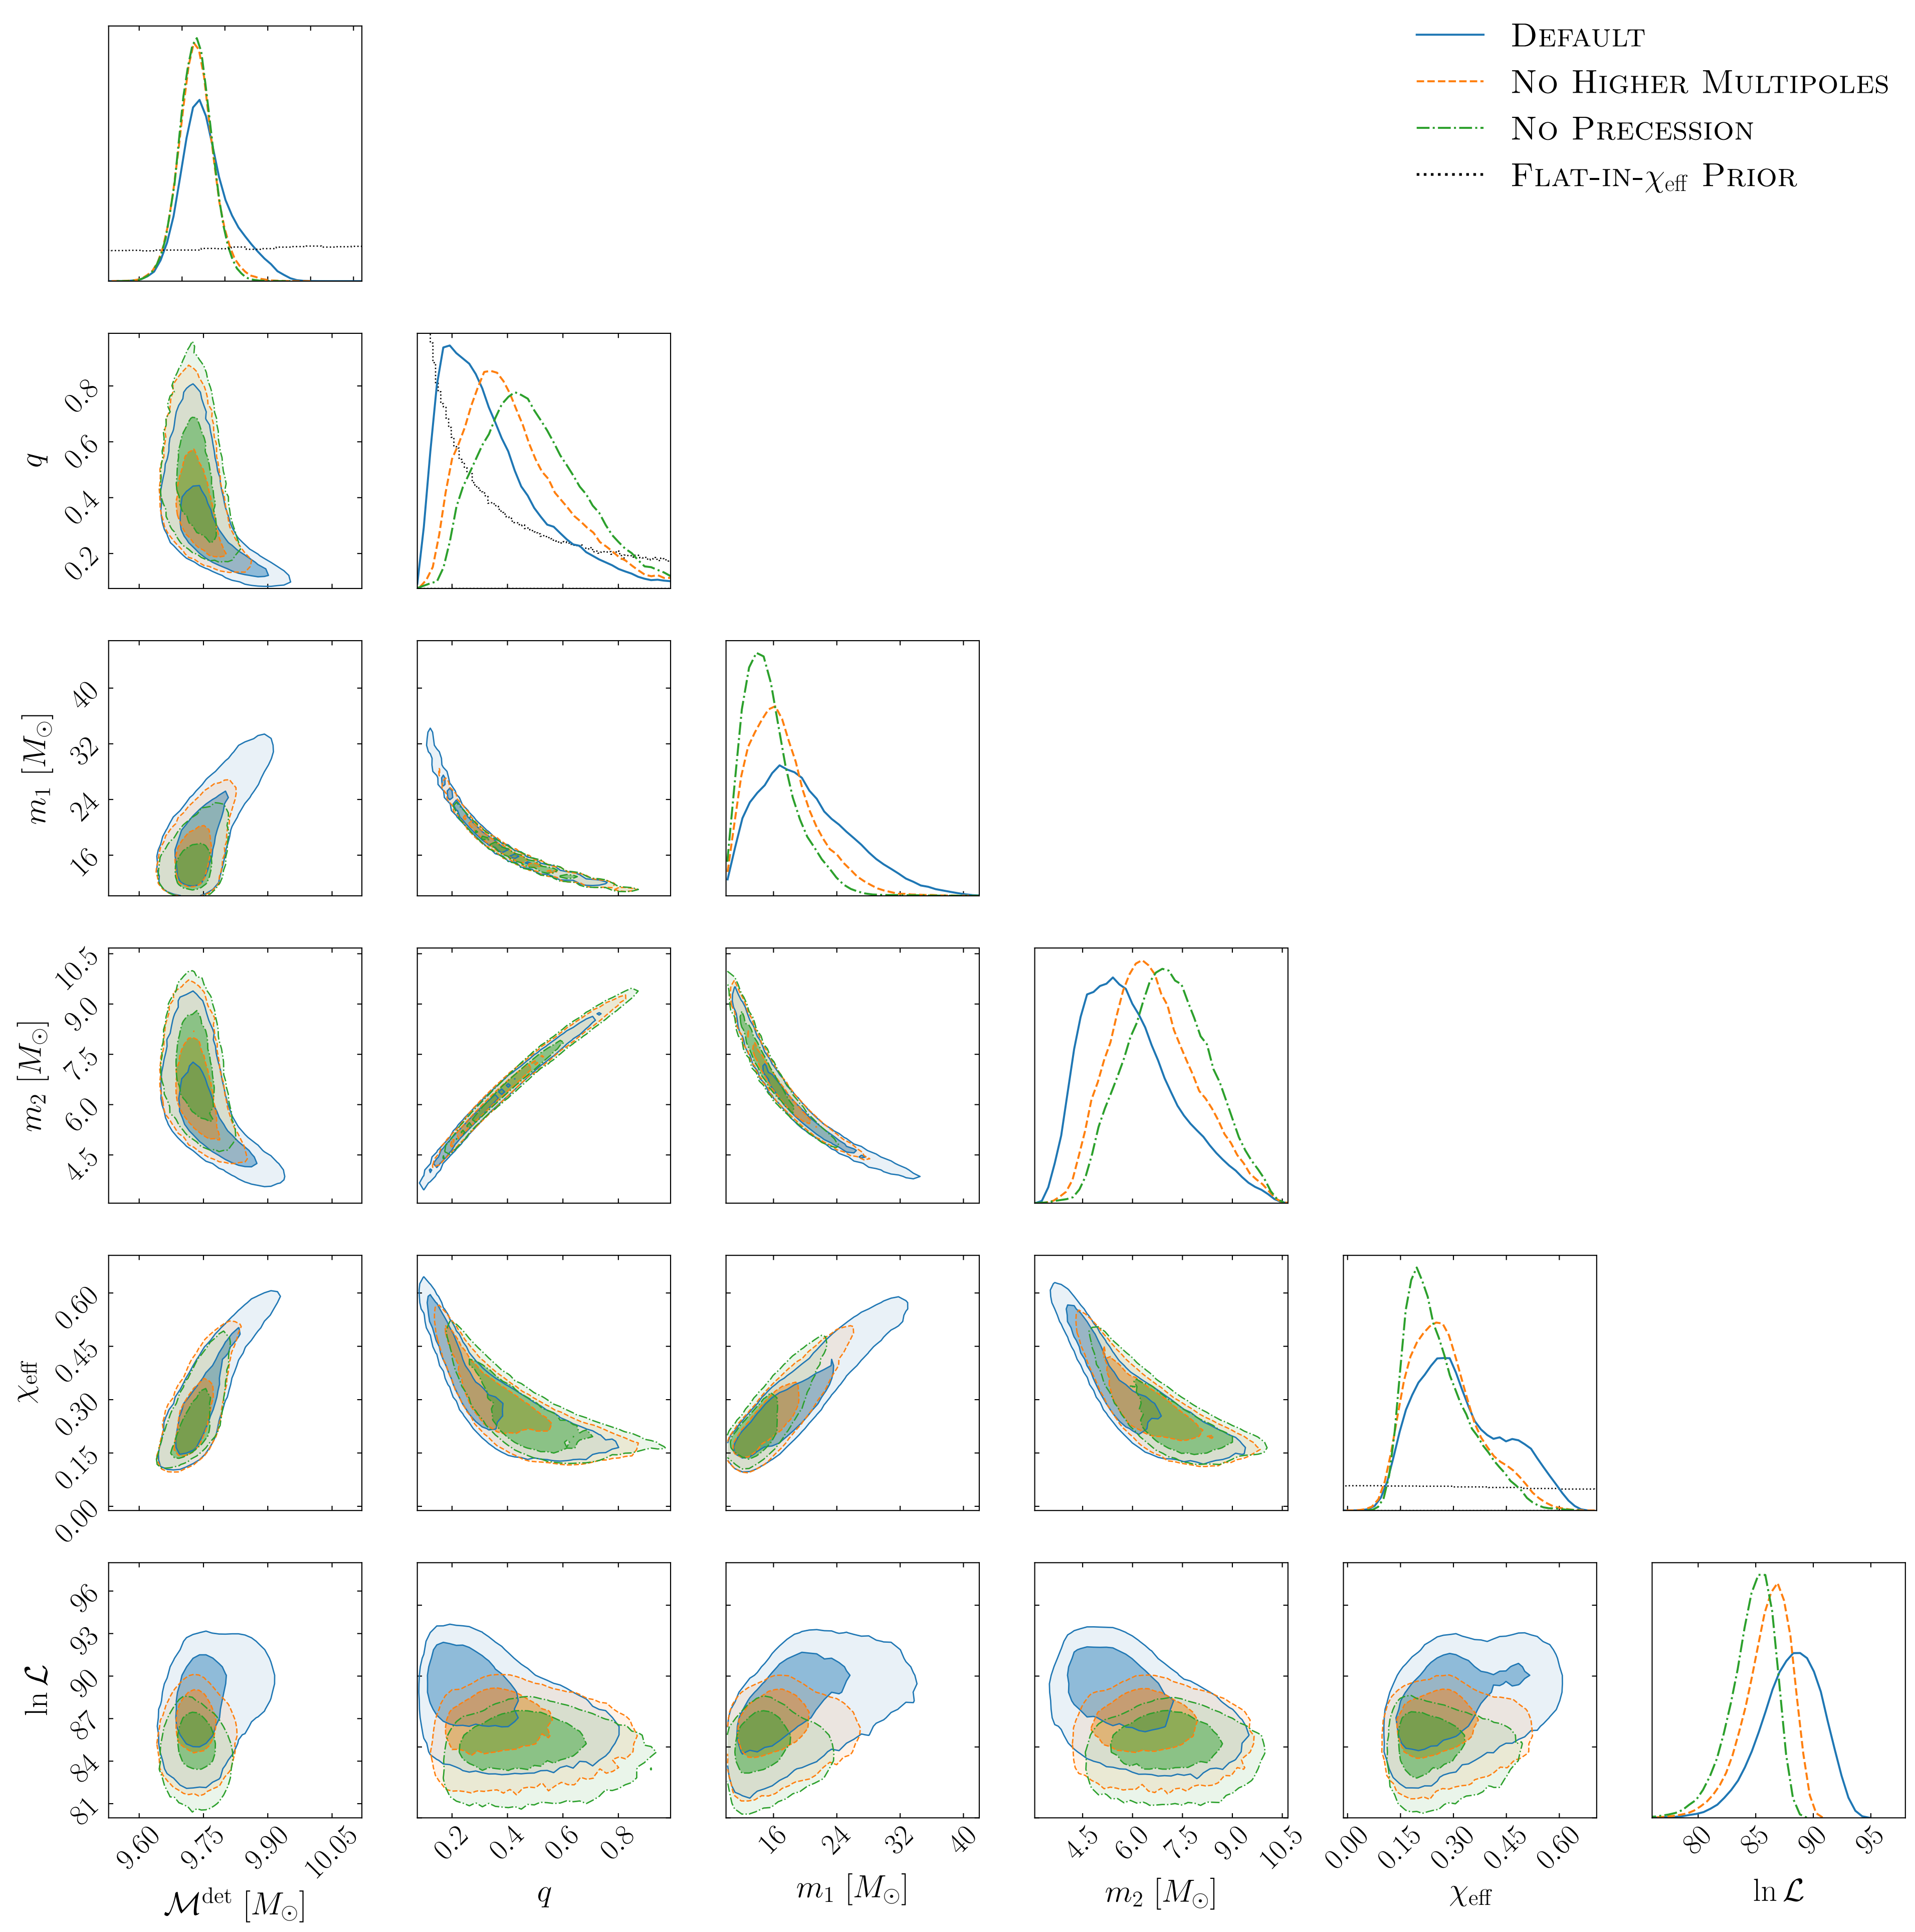 DEFAULT
NO HIGHER MULTIPOLES
NO PRECESSION
FLAT-IN-χeff PRIOR
q
0.8
0.6
0.4
0.2
m1 [M⊙]
40
32
24
16
m2 [M⊙]
10.5
9.0
7.5
6.0
4.5
χeff
0.60
0.45
0.30
0.15
0.00
ln ℒ
96
93
90
87
84
81
9.60 9.75 9.90 10.05
0.2 0.4 0.6 0.8
16 24 32 40
4.5 6.0 7.5 9.0 10.5
0.00 0.15 0.30 0.45 0.60
80 85 90 95
ℳdet [M⊙]
q
m1 [M⊙]
m2 [M⊙]
χeff
ln ℒ